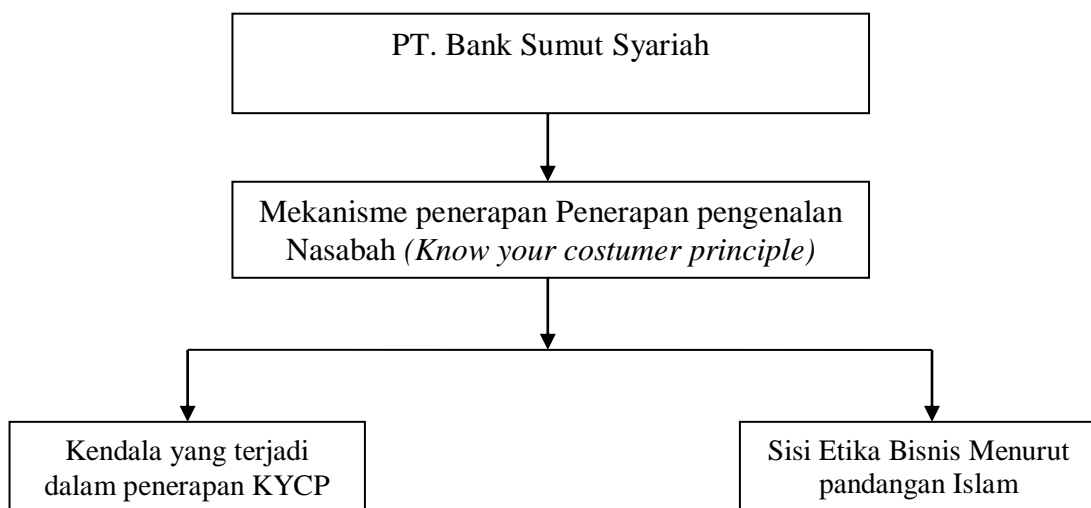 PT. Bank Sumut Syariah
Mekanisme penerapan Penerapan pengenalan
Nasabah (Know your costumer principle)
Kendala yang terjadi
dalam penerapan KYCP
Sisi Etika Bisnis Menurut
pandangan Islam